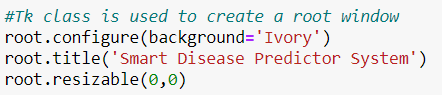 #Tk class is used to create a root window
root.configure(background='Ivory')
root.title('Smart Disease Predictor System')
root.resizable(0,0)